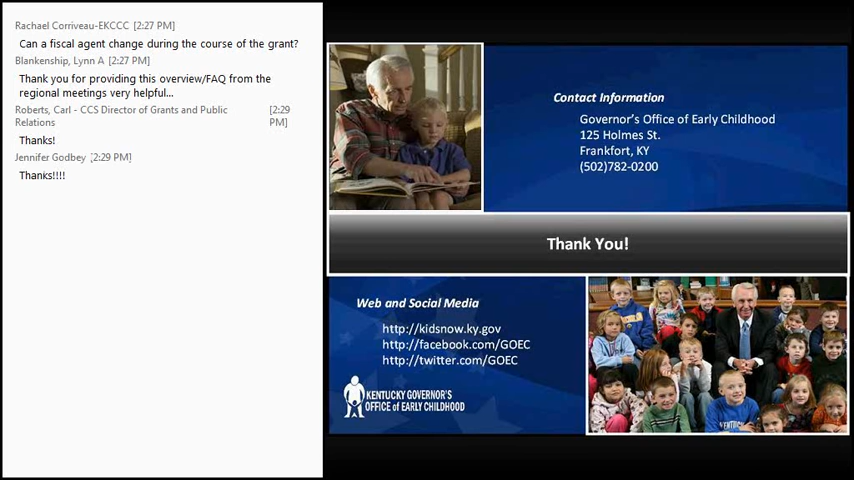 Rachael Corriveau-EKCCC [2:27 PM]
Can a fiscal agent change during the course of the grant?
Blankenship, Lynn A [2:27 PM]
Thank you for providing this overview/FAQ from the
regional meetings very helpful...
Roberts, Carl - CCS Director of Grants and Public
Relations
[2:29
PM]
Thanks!
Jennifer Godbey [2:29 PM]
Thanks!!!!
Contact Information
Governor's Office of Early Childhood
125 Holmes St.
Frankfort, KY
(502)782-0200
Thank You!
Web and Social Media
http://kidsnow.ky.gov
http://facebook.com/GOEC
http://twitter.com/GOEC
KENTUCKY GOVERNOR'S
OFFICE of EARLY CHILDHOOD